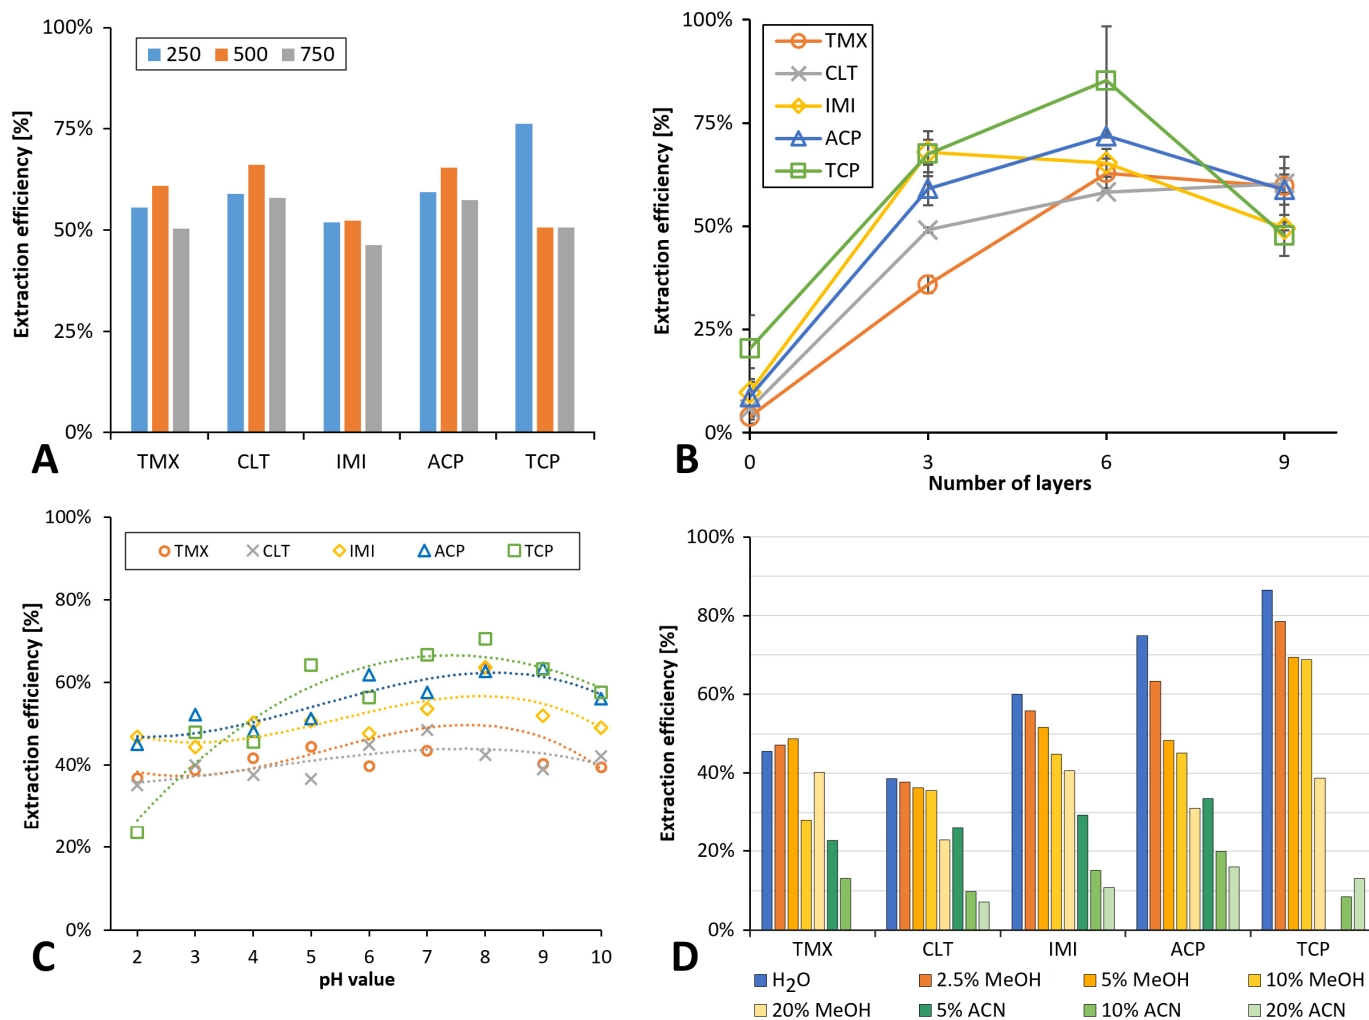 100%
75%
50%
25%
0%
Extraction efficiency [%]
250 500 750
TMX CLT IMI ACP TCP
A
100%
75%
50%
25%
0%
Extraction efficiency [%]
TMX
CLT
IMI
ACP
TCP
0 3 6 9
Number of layers
B
100%
80%
60%
40%
20%
0%
Extraction efficiency [%]
TMX CLT IMI ACP TCP
2 3 4 5 6 7 8 9 10
pH value
C
100%
80%
60%
40%
20%
0%
Extraction efficiency [%]
TMX CLT IMI ACP TCP
D
H2O 2.5% MeOH 5% MeOH 10% MeOH
20% MeOH 5% ACN 10% ACN 20% ACN